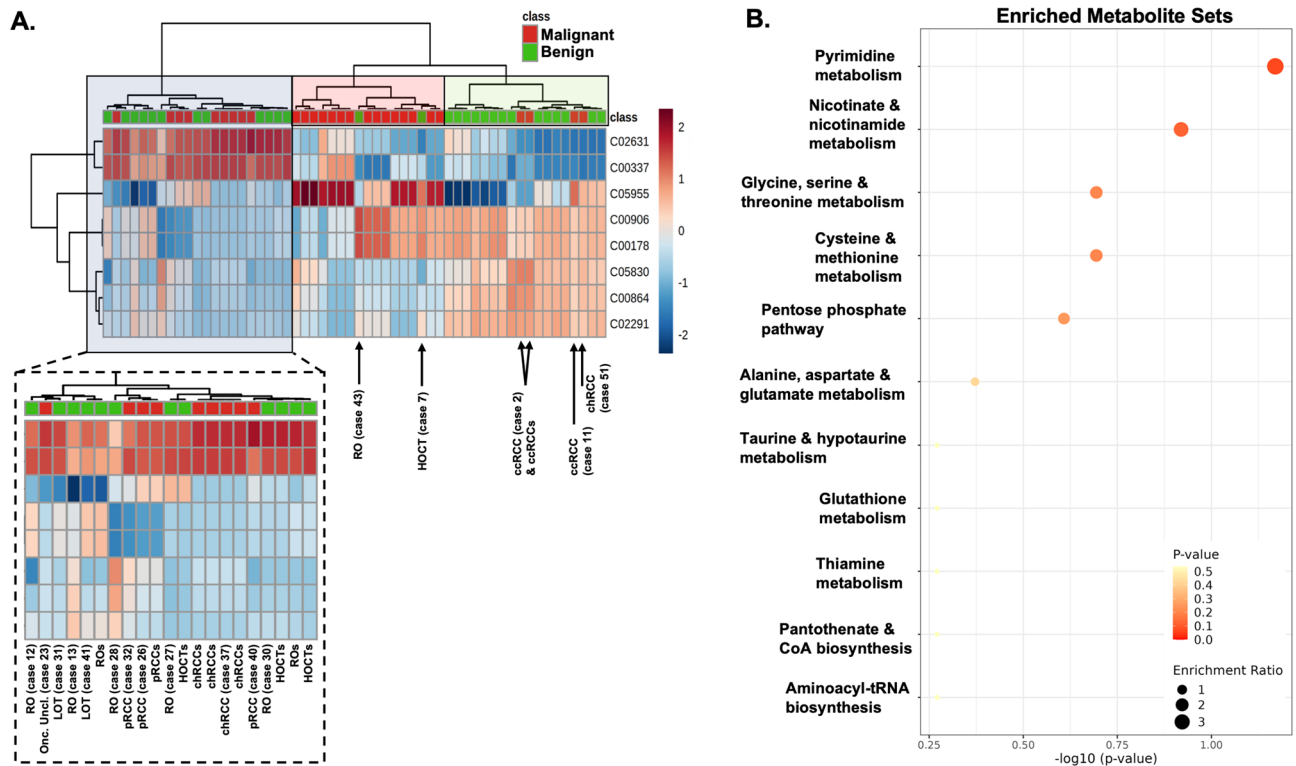 A.
class
Malignant
Benign
class
C02631
C00337
C05955
C00906
C00178
C05830
C00864
C02291
2
1
0
-1
-2
RO (case 43)
HOCT (case 7)
ccRCC (case 2)
& ccRCCs
ccRCC
(case 11)
chRCC
(case 51)
RO (case 12)
Onc. Uncl. (case 23)
LOT (case 31)
RO (case 13)
LOT (case 41)
ROs
RO (case 28)
pRCC (case 32)
pRCC (case 26)
pRCCs
RO (case 27)
HOCTs
chRCCs
chRCCs
chRCC (case 37)
chRCCs
pRCC (case 40)
RO (case 30)
HOCTs
ROs
HOCTs
B.
Enriched Metabolite Sets
Pyrimidine
metabolism
Nicotinate &
nicotinamide
metabolism
Glycine, serine &
threonine metabolism
Cysteine &
methionine
metabolism
Pentose phosphate
pathway
Alanine, aspartate &
glutamate metabolism
Taurine & hypotaurine
metabolism
Glutathione
metabolism
Thiamine
metabolism
Pantothenate &
CoA biosynthesis
Aminoacyl-tRNA
biosynthesis
P-value
0.5
0.4
0.3
0.2
0.1
0.0
Enrichment Ratio
1
2
3
0.25
0.50
0.75
1.00
-log10 (p-value)